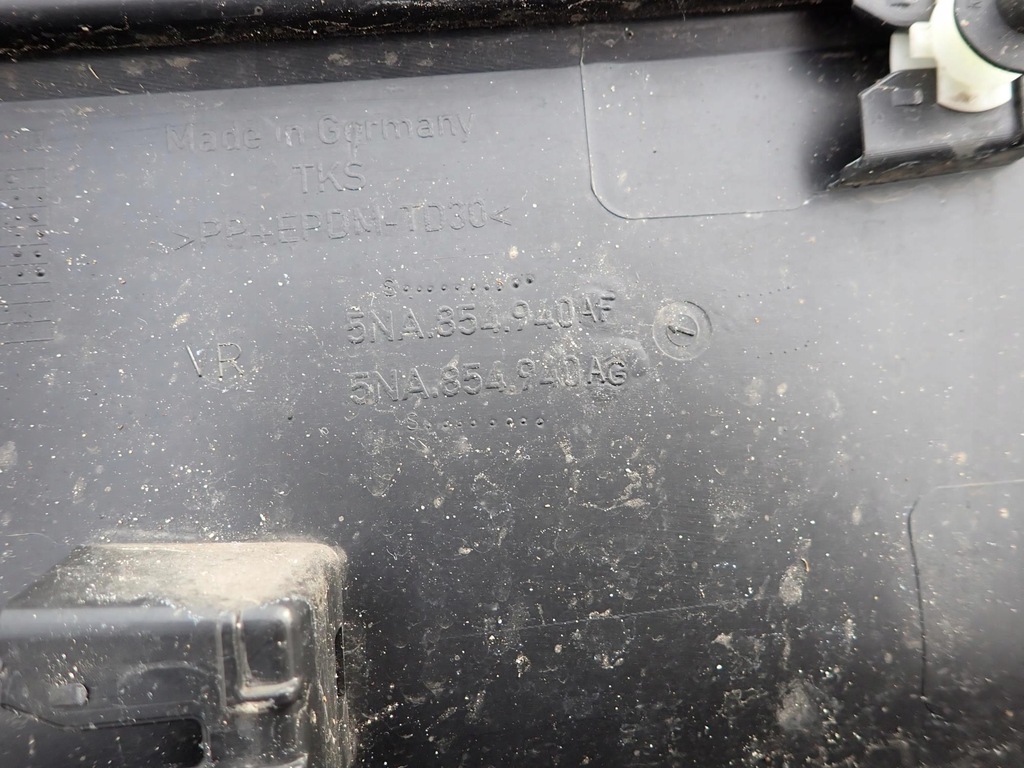 Made in Germany
TKS
>PP+EPDM-TD30<
S..........
5NA.854.940AF
VR
5NA.854.940AG
S.........